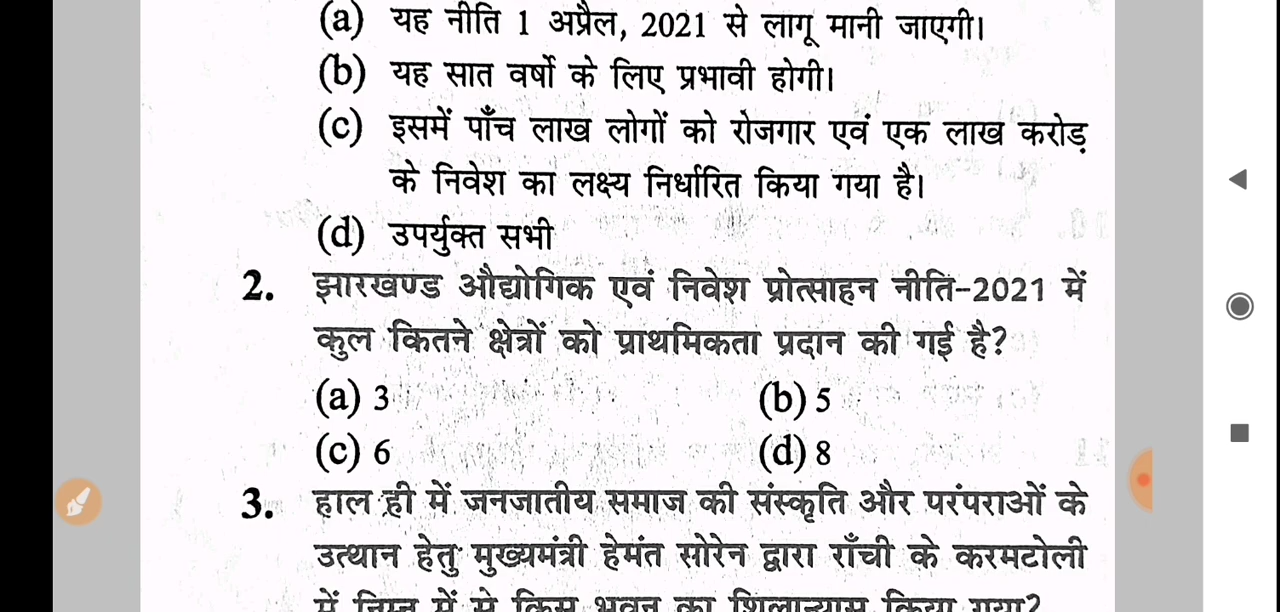 (a) यह नीति 1 अप्रैल, 2021 से लागू मानी जाएगी।
(b) यह सात वर्षों के लिए प्रभावी होगी।
(c) इसमें पाँच लाख लोगों को रोजगार एवं एक लाख करोड़
के निवेश का लक्ष्य निर्धारित किया गया है।
(d) उपर्युक्त सभी
2. झारखण्ड औद्योगिक एवं निवेश प्रोत्साहन नीति-2021 में
कुल कितने क्षेत्रों को प्राथमिकता प्रदान की गई है?
(a) 3 (b) 5
(c) 6 (d) 8
3. हाल ही में जनजातीय समाज की संस्कृति और परंपराओं के
उत्थान हेतु मुख्यमंत्री हेमंत सोरेन द्वारा राँची के करमटोली
में निम्न में से किस भवन का शिलान्यास किया गया?